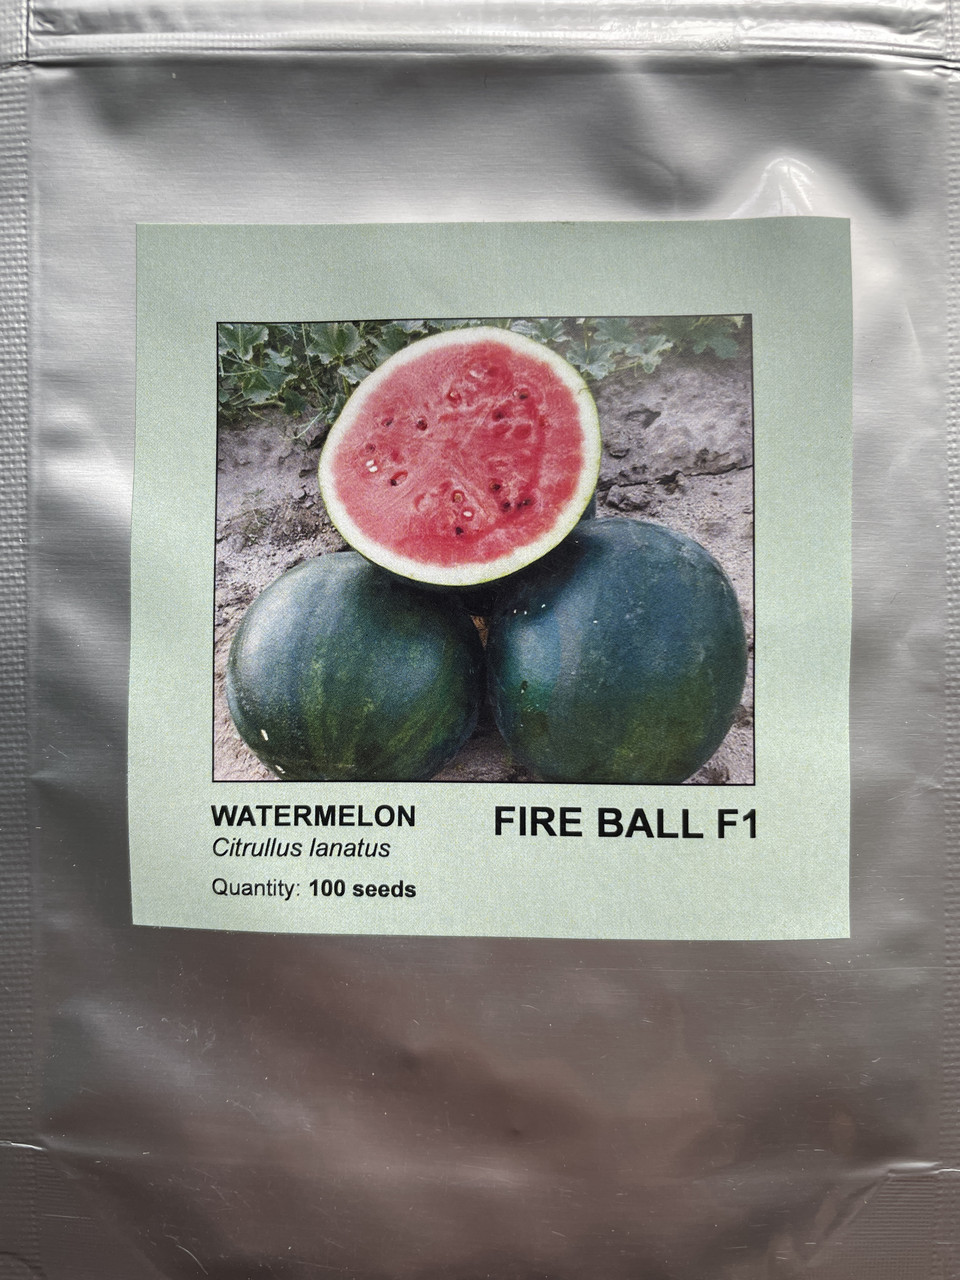 WATERMELON
FIRE BALL F1
Citrullus lanatus
Quantity: 100 seeds